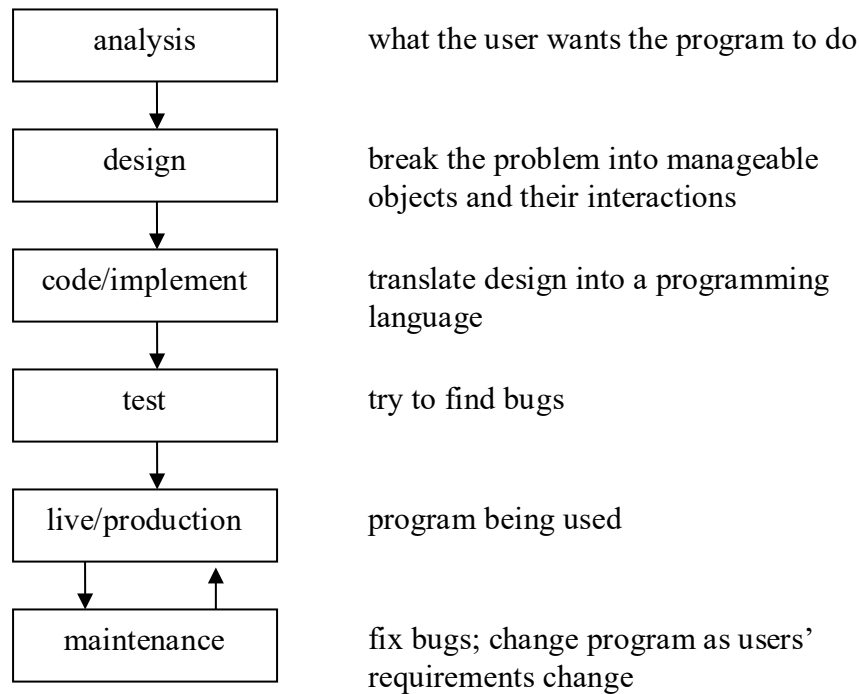 analysis
what the user wants the program to do
design
break the problem into manageable
objects and their interactions
code/implement
translate design into a programming
language
test
try to find bugs
live/production
program being used
maintenance
fix bugs; change program as users’
requirements change